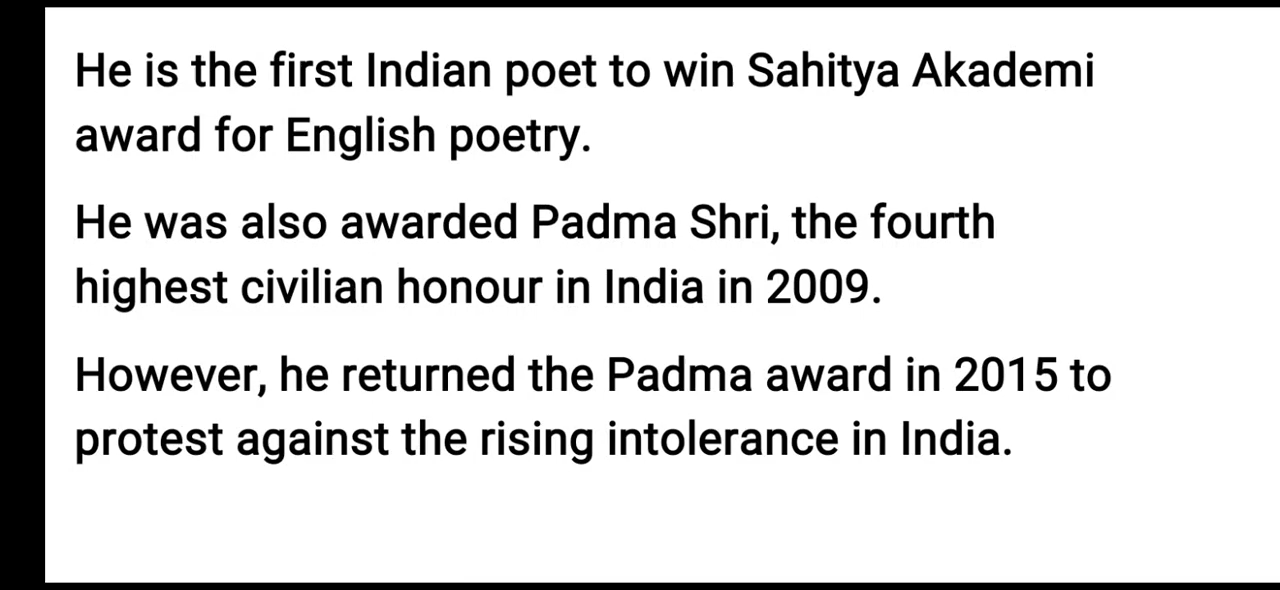 He is the first Indian poet to win Sahitya Akademi
award for English poetry.
He was also awarded Padma Shri, the fourth
highest civilian honour in India in 2009.
However, he returned the Padma award in 2015 to
protest against the rising intolerance in India.